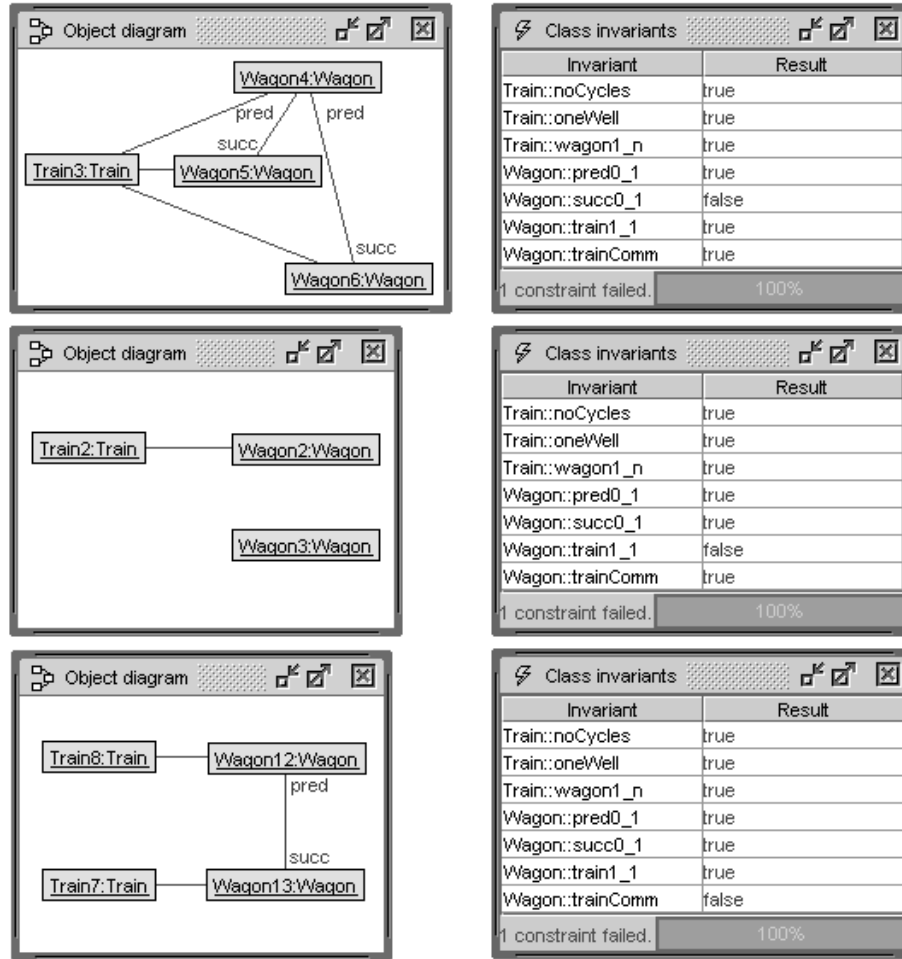 Object diagram
Wagon4:Wagon
pred
pred
succ
Train3:Train
Wagon5:Wagon
succ
Wagon6:Wagon
Class invariants
Invariant Result
Train::noCycles true
Train::oneWell true
Train::wagon1_n true
Wagon::pred0_1 true
Wagon::succ0_1 false
Wagon::train1_1 true
Wagon::trainComm true
1 constraint failed. 100%
Object diagram
Train2:Train
Wagon2:Wagon
Wagon3:Wagon
Class invariants
Invariant Result
Train::noCycles true
Train::oneWell true
Train::wagon1_n true
Wagon::pred0_1 true
Wagon::succ0_1 true
Wagon::train1_1 false
Wagon::trainComm true
1 constraint failed. 100%
Object diagram
Train8:Train
Wagon12:Wagon
pred
succ
Train7:Train
Wagon13:Wagon
Class invariants
Invariant Result
Train::noCycles true
Train::oneWell true
Train::wagon1_n true
Wagon::pred0_1 true
Wagon::succ0_1 true
Wagon::train1_1 true
Wagon::trainComm false
1 constraint failed. 100%